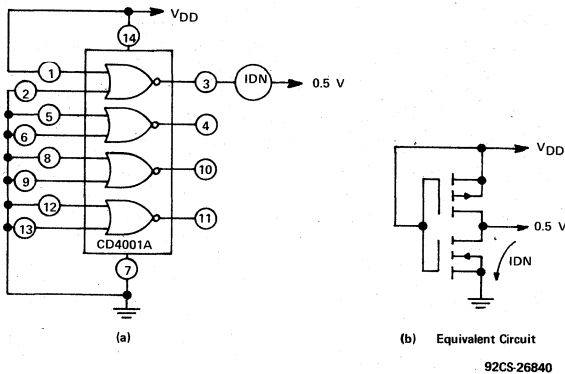 VDD
14
1
2
3
IDN
0.5 V
5
6
4
8
9
10
12
13
11
CD4001A
7
(a)
VDD
0.5 V
IDN
(b) Equivalent Circuit
92CS-26840